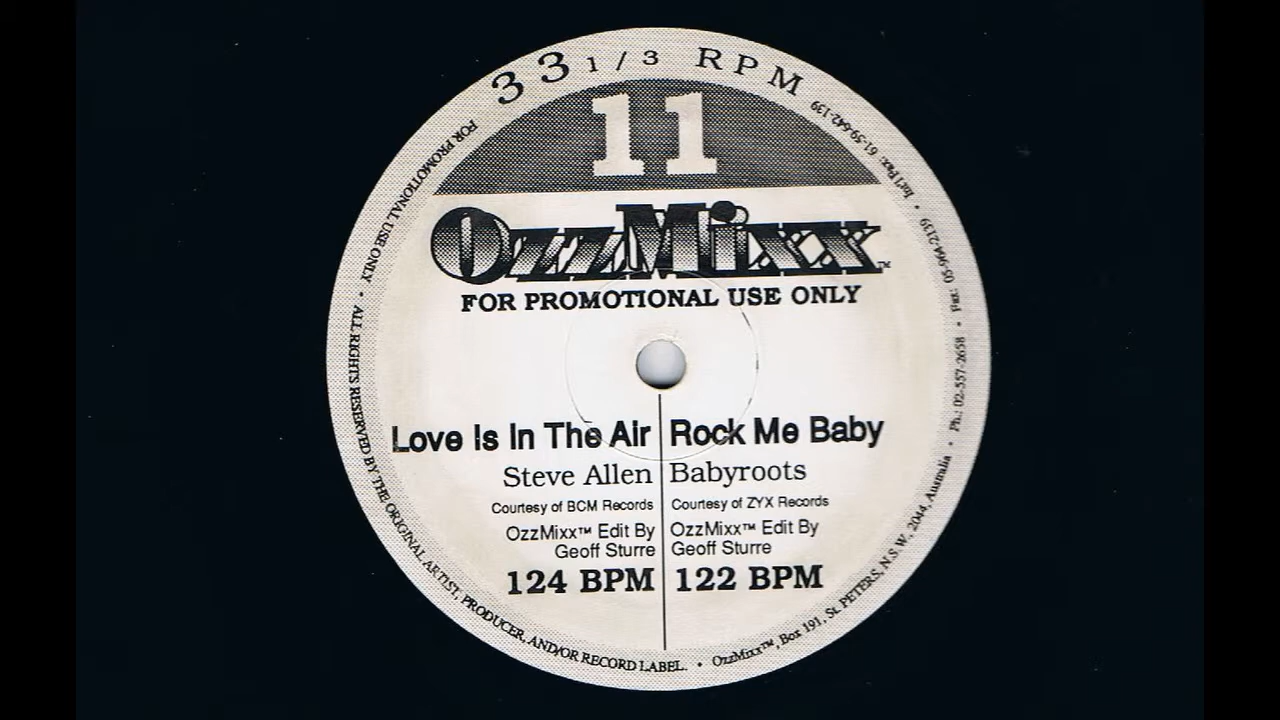 33 1/3 RPM
11
OzzMixx™
FOR PROMOTIONAL USE ONLY
Love Is In The Air
Steve Allen
Courtesy of BCM Records
OzzMixx™ Edit By
Geoff Sturre
124 BPM
Rock Me Baby
Babyroots
Courtesy of ZYX Records
OzzMixx™ Edit By
Geoff Sturre
122 BPM
FOR PROMOTIONAL USE ONLY • ALL RIGHTS RESERVED BY THE ORIGINAL ARTIST, PRODUCER, AND/OR RECORD LABEL. • OzzMixx™, Box 191, St. PETERS, N.S.W. 2044, Australia • Ph.: 02-557-2658 • Fax: 05-964-2139 • Int'l Fax: 61-59-642-139